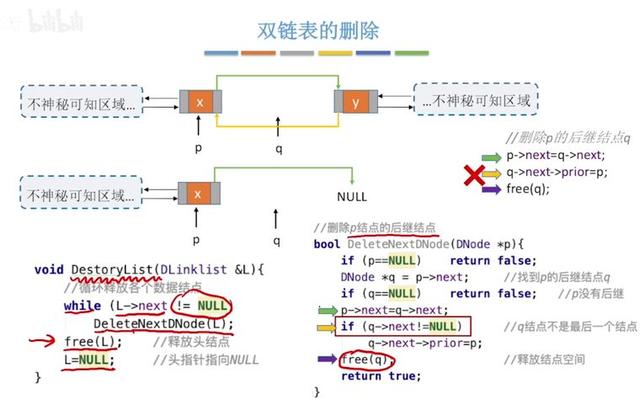 bilibili
双链表的删除
不神秘可知区域...
x
y
...不神秘可知区域
p
q
//删除p的后继结点q
p->next=q->next;
q->next->prior=p;
free(q);
不神秘可知区域...
x
NULL
p
q
void DestoryList(DLinklist &L){
//循环释放各个数据结点
while (L->next != NULL)
DeleteNextDNode(L);
free(L); //释放头结点
L=NULL; //头指针指向NULL
}
//删除p结点的后继结点
bool DeleteNextDNode(DNode *p){
if (p==NULL) return false;
DNode *q = p->next; //找到p的后继结点q
if (q==NULL) return false; //p没有后继
p->next=q->next;
if (q->next!=NULL) //q结点不是最后一个结点
q->next->prior=p;
free(q); //释放结点空间
return true;
}